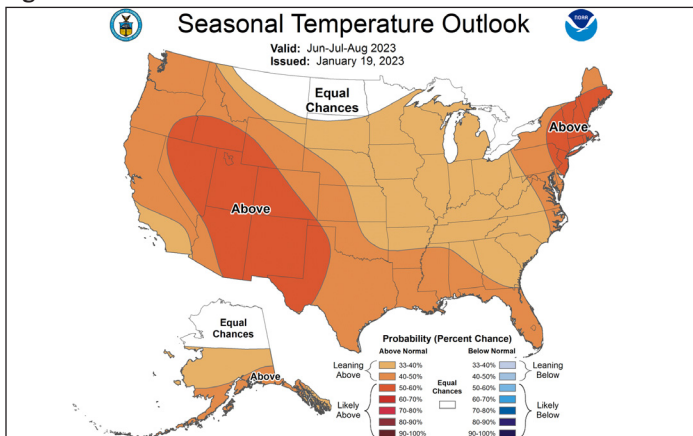 Seasonal Temperature Outlook
Valid: Jun-Jul-Aug 2023
Issued: January 19, 2023
NOAA
Equal
Chances
Above
Above
Equal
Chances
Above
Probability (Percent Chance)
Above Normal
Below Normal
Leaning
Above
33-40%
40-50%
50-60%
60-70%
70-80%
80-90%
90-100%
Likely
Above
Equal
Chances
33-40%
40-50%
50-60%
60-70%
70-80%
80-90%
90-100%
Leaning
Below
Likely
Below